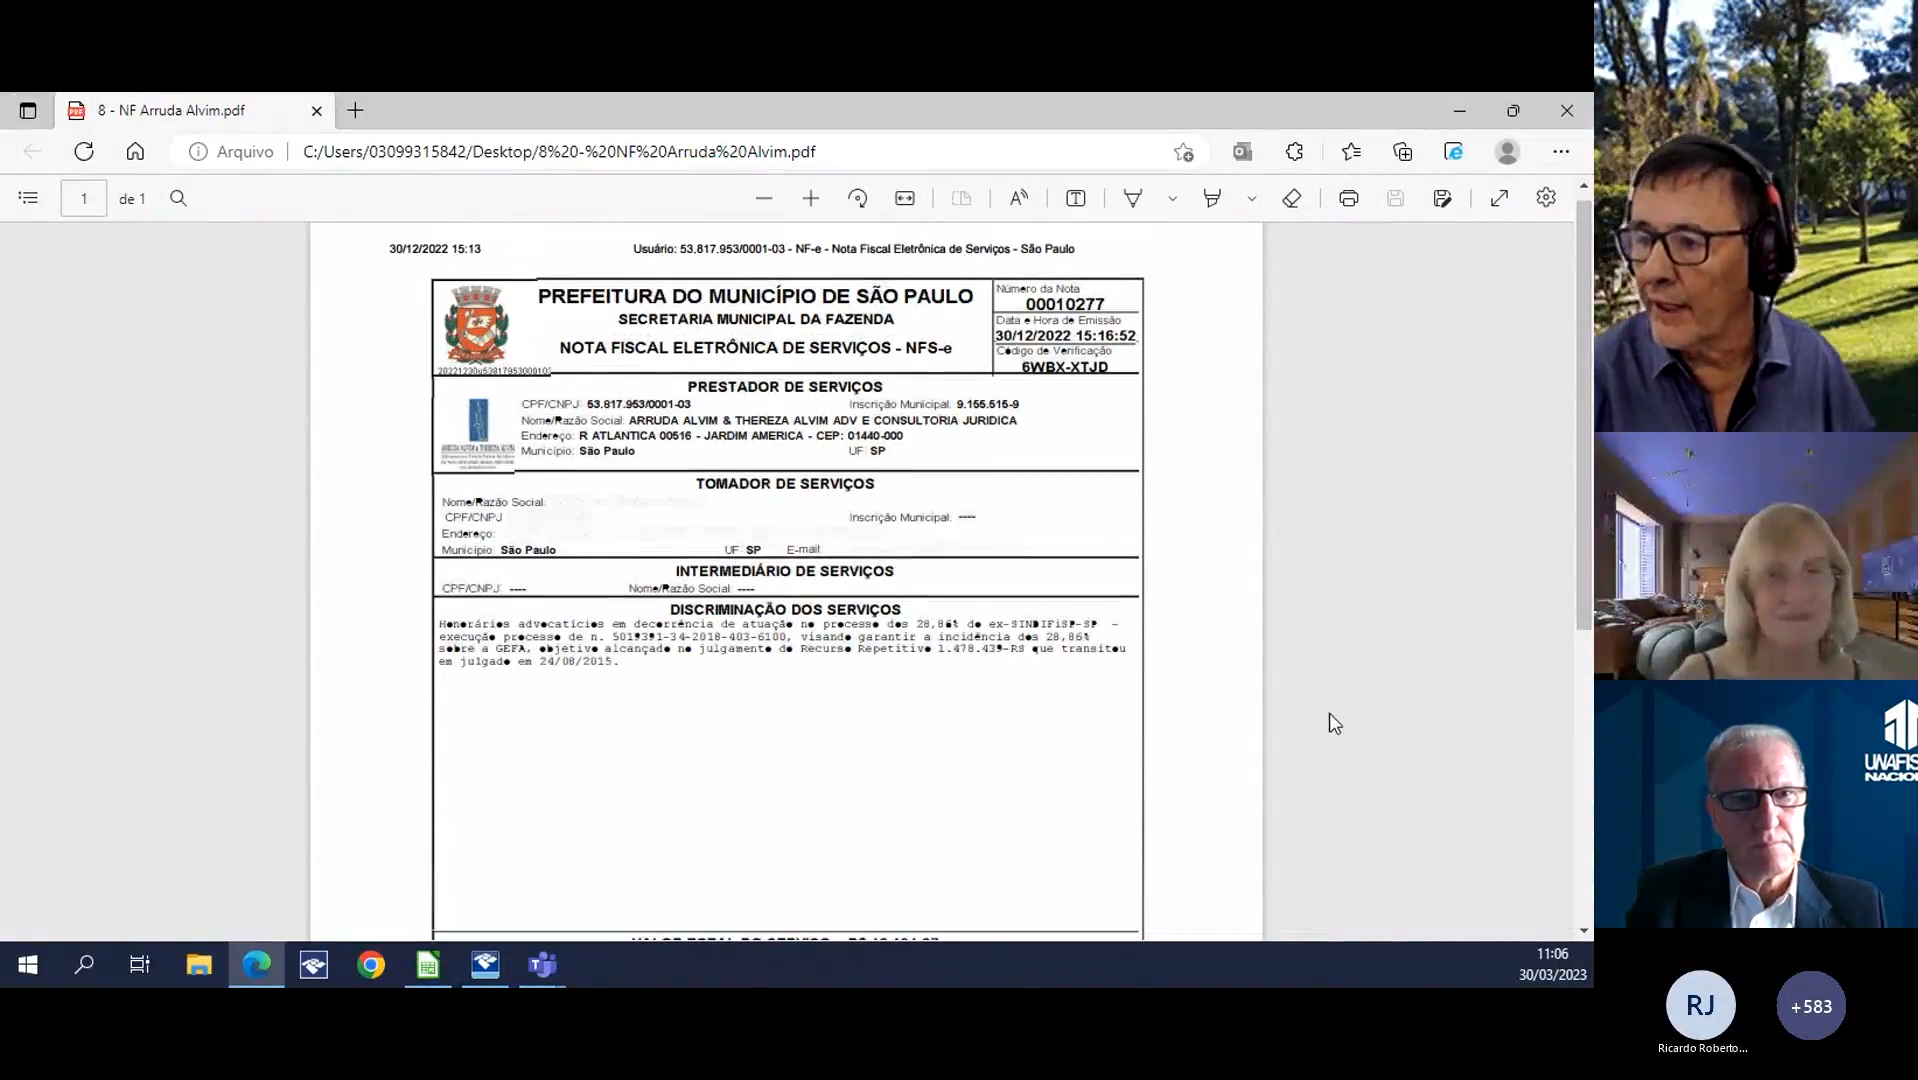 8 - NF Arruda Alvim.pdf
Arquivo
C:/Users/03099315842/Desktop/8%20-%20NF%20Arruda%20Alvim.pdf
1 de 1
30/12/2022 15:13
Usuário: 53.817.953/0001-03 - NF-e - Nota Fiscal Eletrônica de Serviços - São Paulo
PREFEITURA DO MUNICÍPIO DE SÃO PAULO
SECRETARIA MUNICIPAL DA FAZENDA
NOTA FISCAL ELETRÔNICA DE SERVIÇOS - NFS-e
Número da Nota
00010277
Data e Hora de Emissão
30/12/2022 15:16:52
Código de Verificação
6WBX-XTJD
PRESTADOR DE SERVIÇOS
CPF/CNPJ: 53.817.953/0001-03 Inscrição Municipal: 9.155.515-9
Nome/Razão Social: ARRUDA ALVIM & THEREZA ALVIM ADV E CONSULTORIA JURIDICA
Endereço: R ATLANTICA 00516 - JARDIM AMERICA - CEP: 01440-000
Município: São Paulo UF: SP
TOMADOR DE SERVIÇOS
Nome/Razão Social:
CPF/CNPJ Inscrição Municipal: ----
Endereço:
Município: São Paulo UF: SP E-mail:
INTERMEDIÁRIO DE SERVIÇOS
CPF/CNPJ: ---- Nome/Razão Social: ----
DISCRIMINAÇÃO DOS SERVIÇOS
Honorários advocatícios em decorrência de atuação no processo dos 28,86% do ex-SINDIFISP-SP -
execução processo de n. 5019391-34-2018-403-6100, visando garantir a incidência dos 28,86%
sobre a GEFA, objetivo alcançado no julgamento do Recurso Repetitivo 1.478.439-RS que transitou
em julgado em 24/08/2015.
11:06
30/03/2023
UNAFIS
NACION
RJ
+583
Ricardo Roberto...